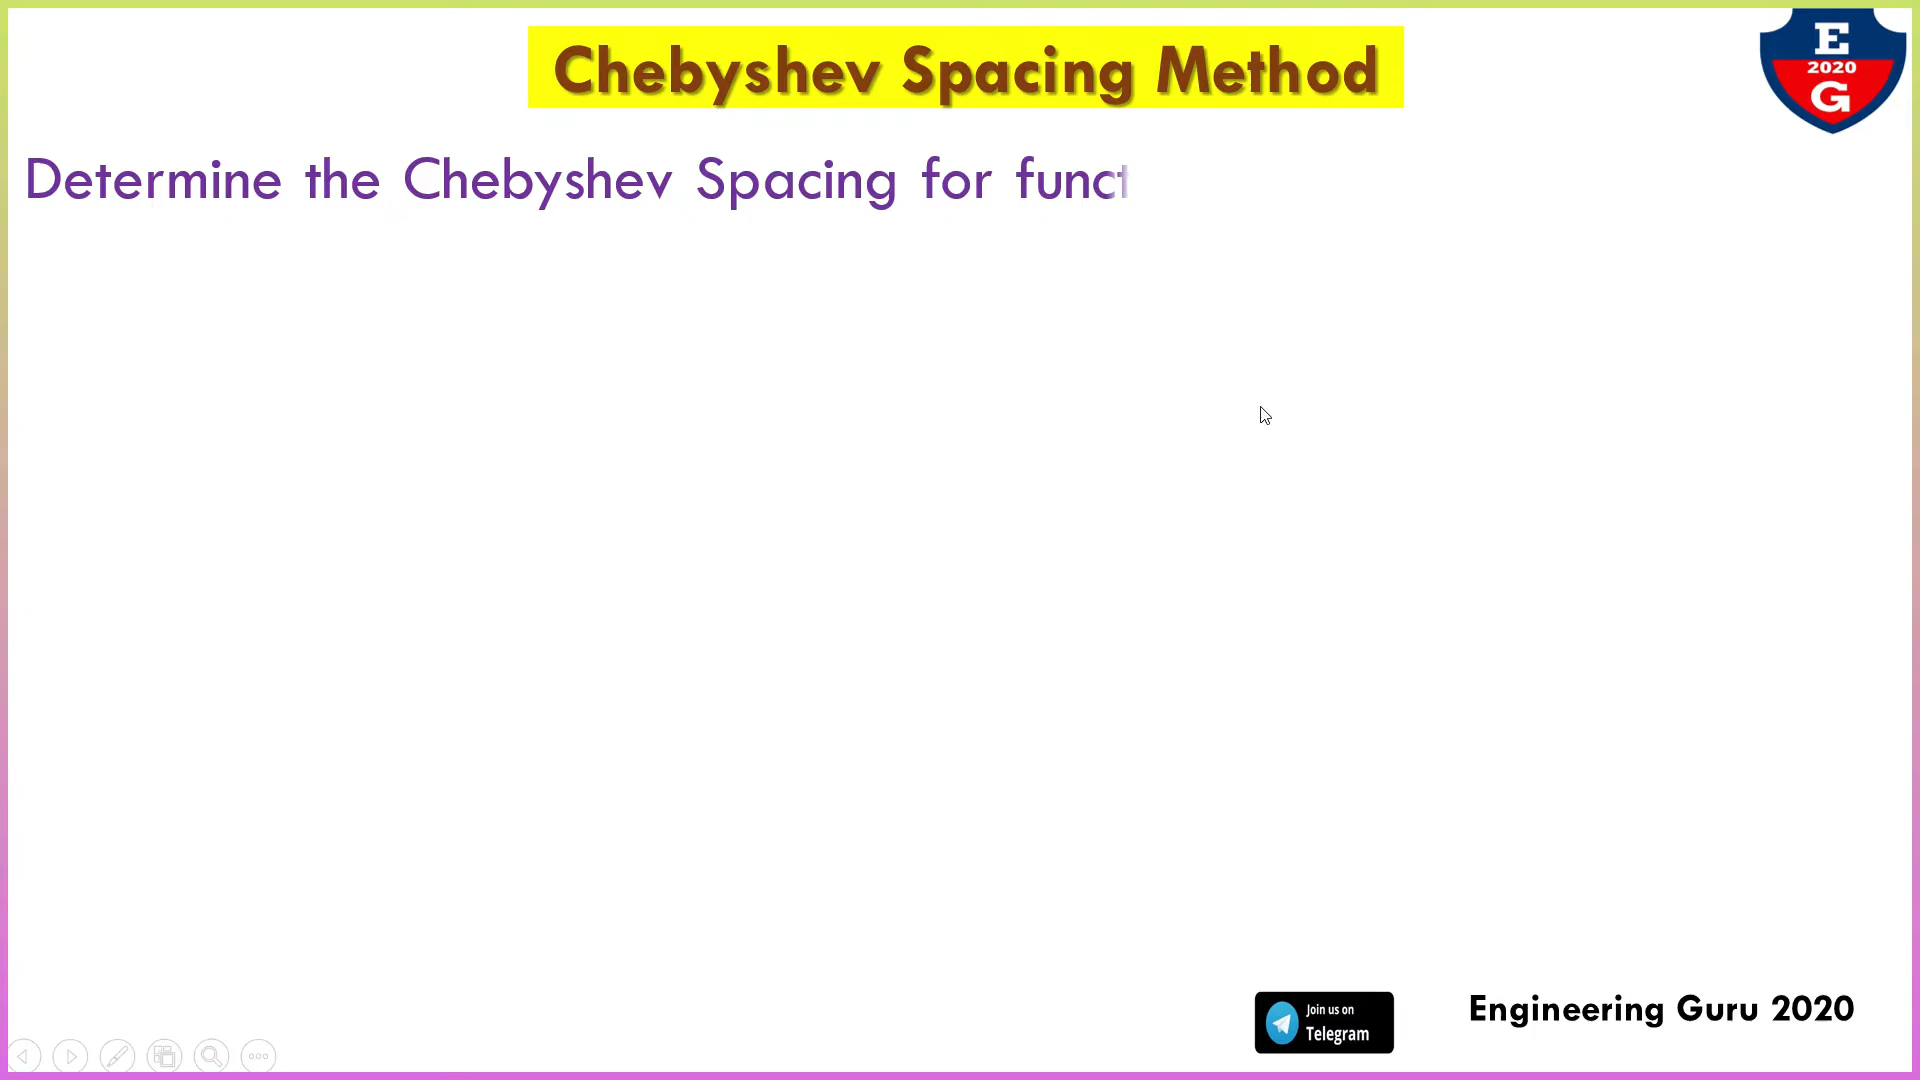 Chebyshev Spacing Method
E
2020
G
Determine the Chebyshev Spacing for funct
Join us on
Telegram
Engineering Guru 2020